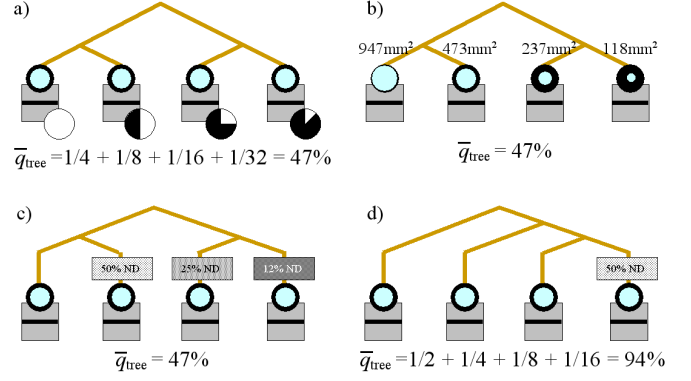 a)
b)
947mm² 473mm² 237mm² 118mm²
q̅tree =1/4 + 1/8 + 1/16 + 1/32 = 47%
q̅tree = 47%
c)
d)
50% ND 25% ND 12% ND
50% ND
q̅tree = 47%
q̅tree = 1/2 + 1/4 + 1/8 + 1/16 = 94%